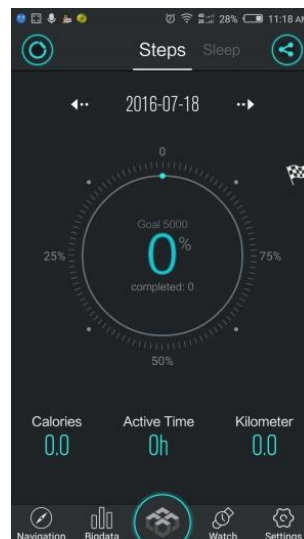 28% 11:18 AM
Steps Sleep
2016-07-18
0
Goal 5000
0%
25% 75%
completed: 0
50%
Calories Active Time Kilometer
0.0 0h 0.0
Navigation Biodata Watch Settings